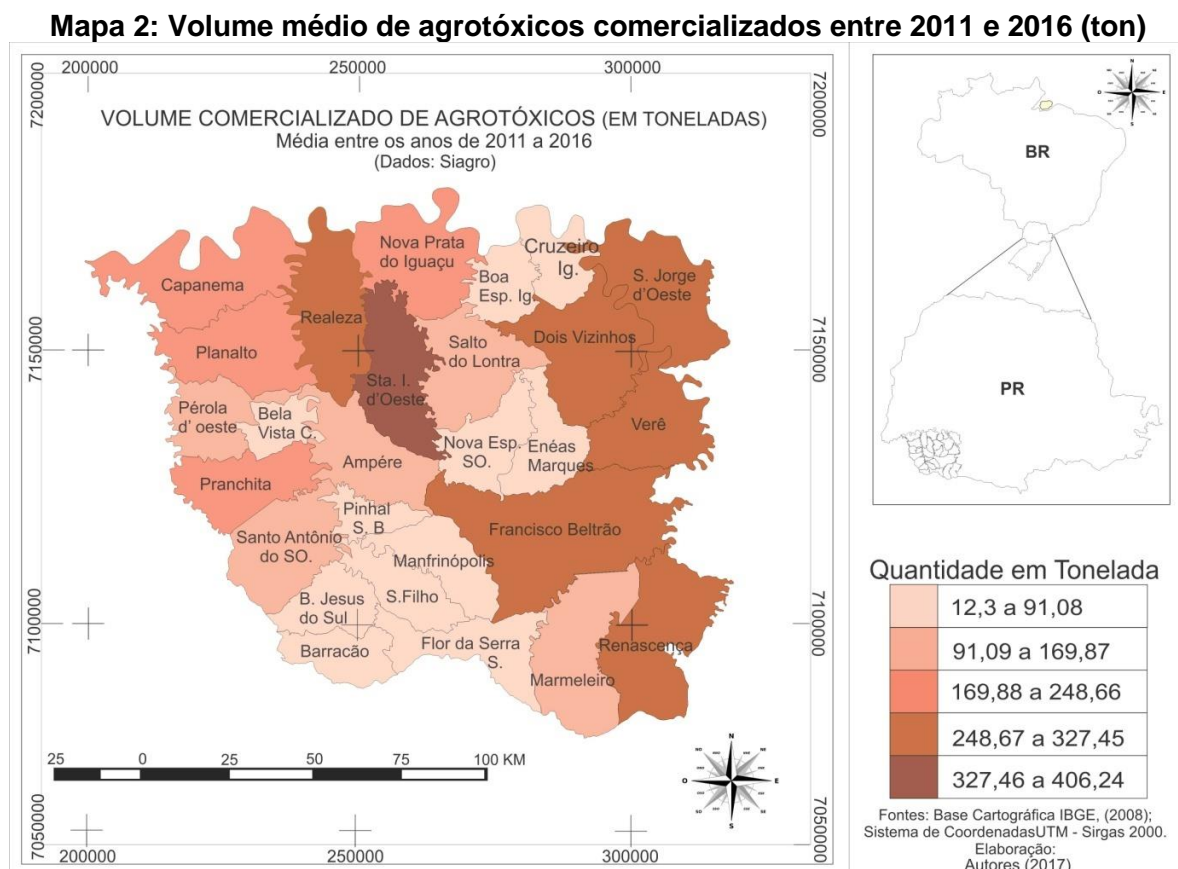 Mapa 2: Volume médio de agrotóxicos comercializados entre 2011 e 2016 (ton)
200000
250000
300000
7200000
7200000
VOLUME COMERCIALIZADO DE AGROTÓXICOS (EM TONELADAS)
Média entre os anos de 2011 a 2016
(Dados: Siagro)
Capanema
Realeza
Nova Prata
do Iguaçu
Boa
Esp. Ig.
Cruzeiro
Ig.
S. Jorge
d'Oeste
7150000
7150000
Planalto
Sta. I.
d'Oeste
Salto
do Lontra
Dois Vizinhos
Pérola
d' oeste
Bela
Vista C.
Ampére
Nova Esp.
SO.
Enéas
Marques
Verê
Pranchita
Pinhal
S. B
Francisco Beltrão
Santo Antônio
do SO.
Manfrinópolis
S.Filho
B. Jesus
do Sul
7100000
7100000
Barracão
Flor da Serra
S.
Marmeleiro
Renascença
25
0
25
50
75
100 KM
N
O
E
S
7050000
7050000
200000
250000
300000
N
O
E
S
BR
PR
Quantidade em Tonelada
12,3 a 91,08
91,09 a 169,87
169,88 a 248,66
248,67 a 327,45
327,46 a 406,24
Fontes: Base Cartográfica IBGE, (2008);
Sistema de CoordenadasUTM - Sirgas 2000.
Elaboração:
Autores (2017)